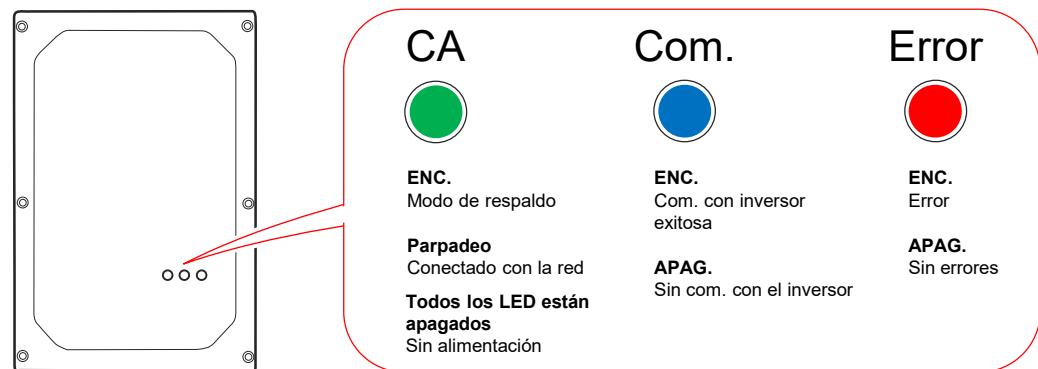 CA
Com.
Error
ENC.
Modo de respaldo
Parpadeo
Conectado con la red
Todos los LED están
apagados
Sin alimentación
ENC.
Com. con inversor
exitosa
APAG.
Sin com. con el inversor
ENC.
Error
APAG.
Sin errores